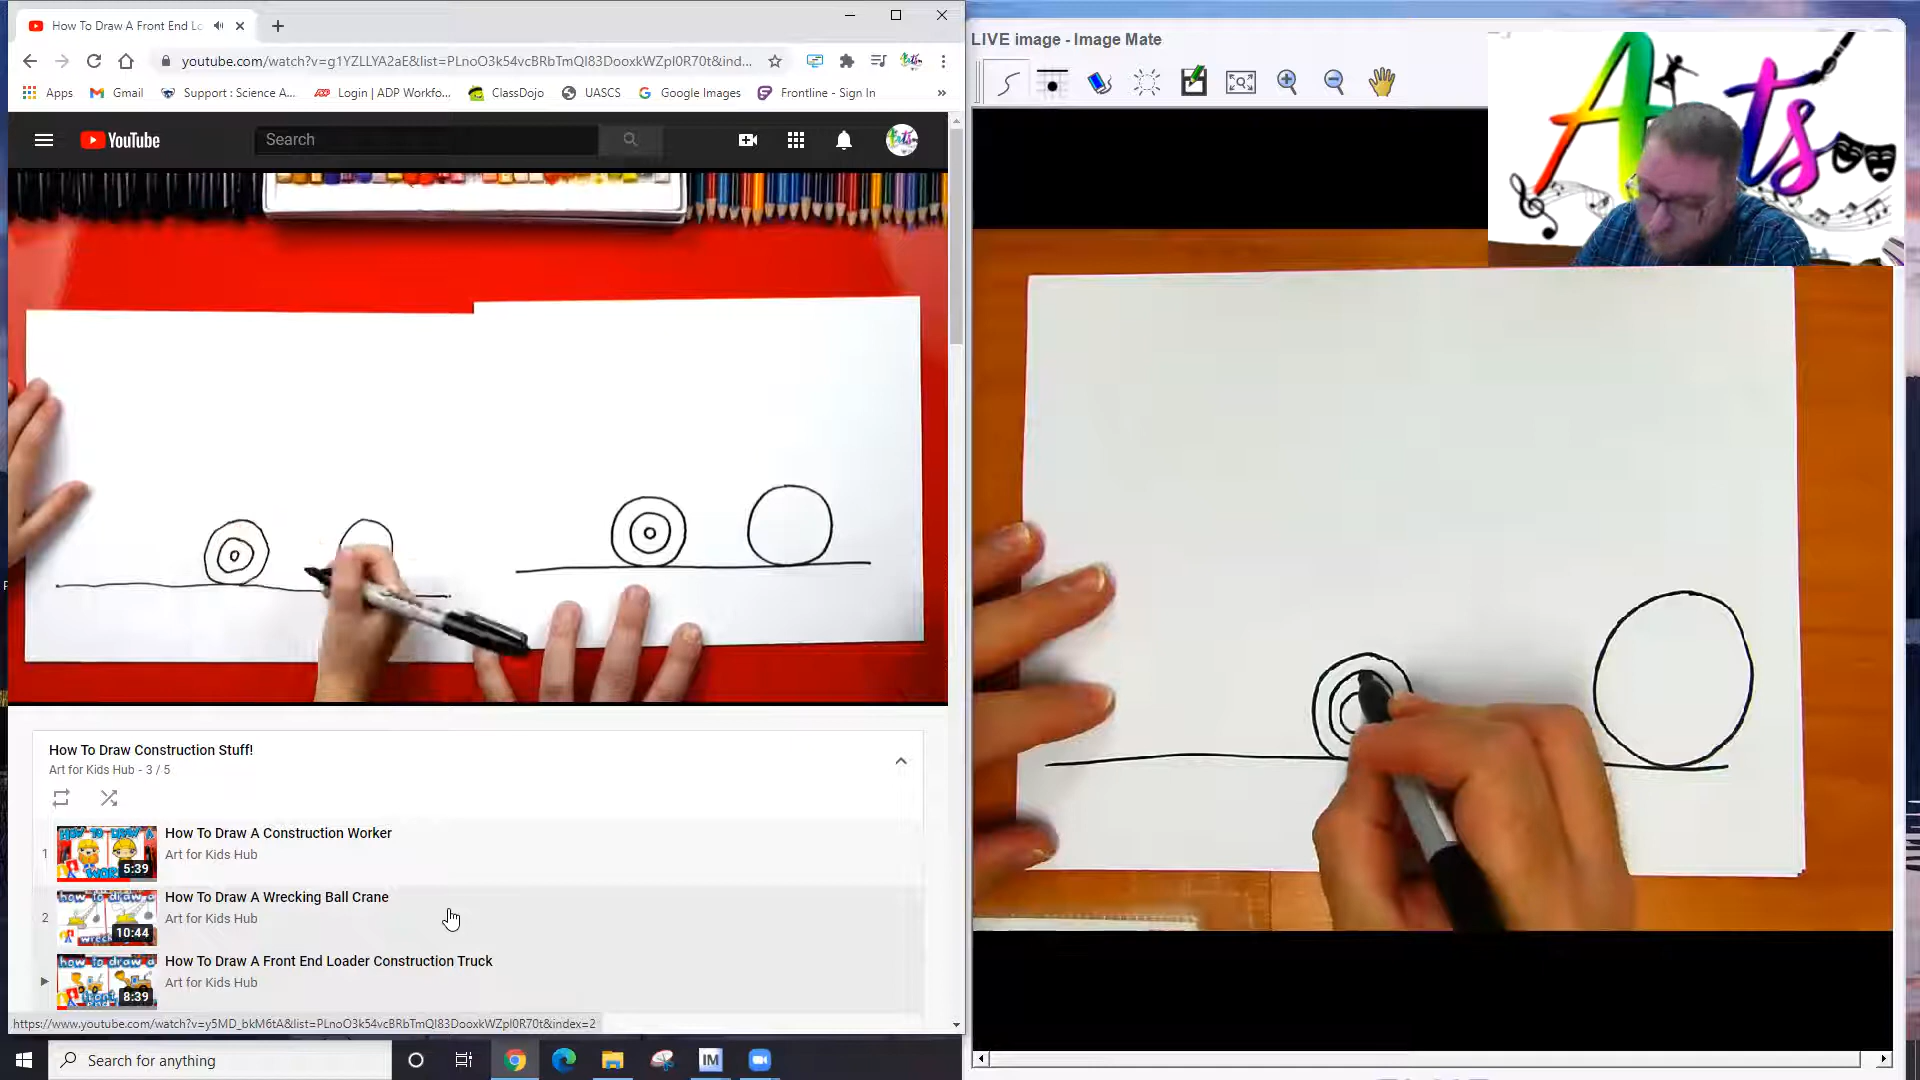 How To Draw A Front End Lo
youtube.com/watch?v=g1YZLLYA2aE&list=PLnoO3k54vcBRbTmQI83DooxkWZpl0R70t&ind...
Apps Gmail Support : Science A... Login | ADP Workfo... ClassDojo UASCS Google Images Frontline - Sign In »
YouTube
Search
How To Draw Construction Stuff!
Art for Kids Hub - 3 / 5
1
5:39
How To Draw A Construction Worker
Art for Kids Hub
2
10:44
How To Draw A Wrecking Ball Crane
Art for Kids Hub
8:39
How To Draw A Front End Loader Construction Truck
Art for Kids Hub
https://www.youtube.com/watch?v=y5MD_bkM6tA&list=PLnoO3k54vcBRbTmQI83DooxkWZpl0R70t&index=2
Search for anything
IM
LIVE image - Image Mate
Arts